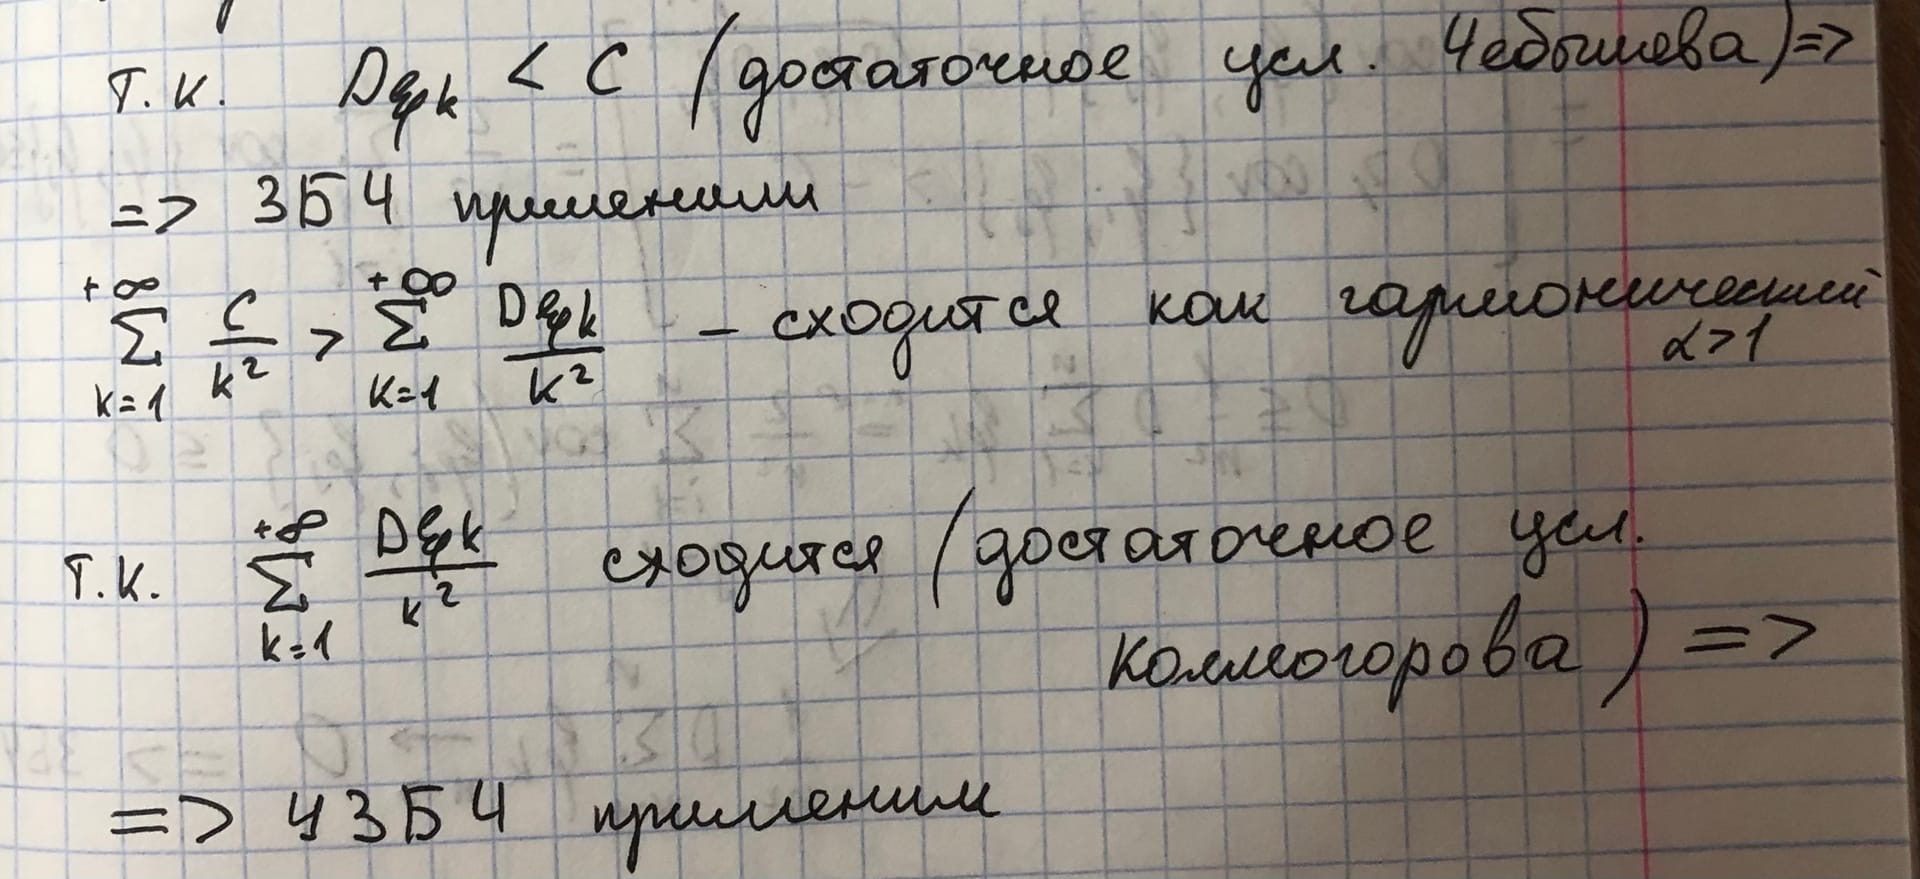 т.к. Dξk < C (достаточное усл. Чебышева) =>
=> ЗБЧ применим
+∞ ∑ k=1 C/k² > +∞ ∑ k=1 Dξk/k² – сходится как гармонический α>1
т.к. +∞ ∑ k=1 Dξk/k² сходится (достаточное усл.
Колмогорова) =>
=> УЗБЧ применим